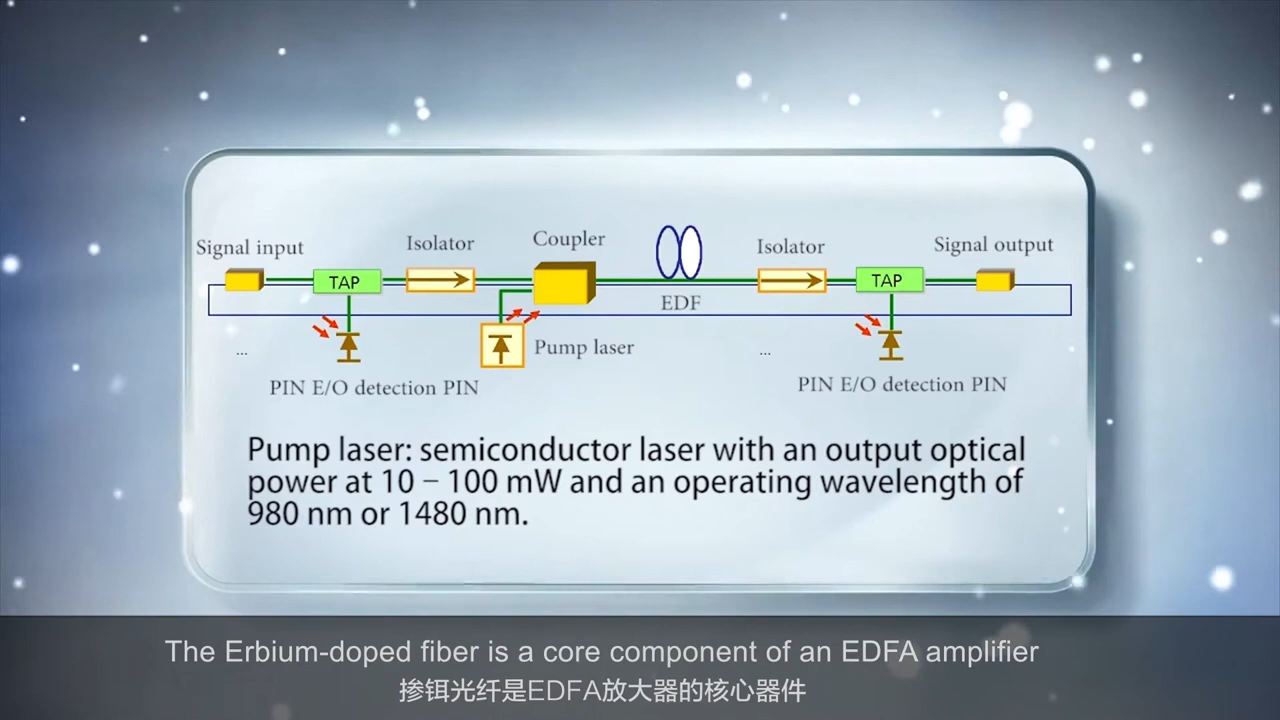 Signal input
Isolator
Coupler
Isolator
Signal output
TAP
TAP
EDF
...
Pump laser
...
PIN E/O detection PIN
PIN E/O detection PIN
Pump laser: semiconductor laser with an output optical
power at 10 – 100 mW and an operating wavelength of
980 nm or 1480 nm.
The Erbium-doped fiber is a core component of an EDFA amplifier
掺铒光纤是EDFA放大器的核心器件